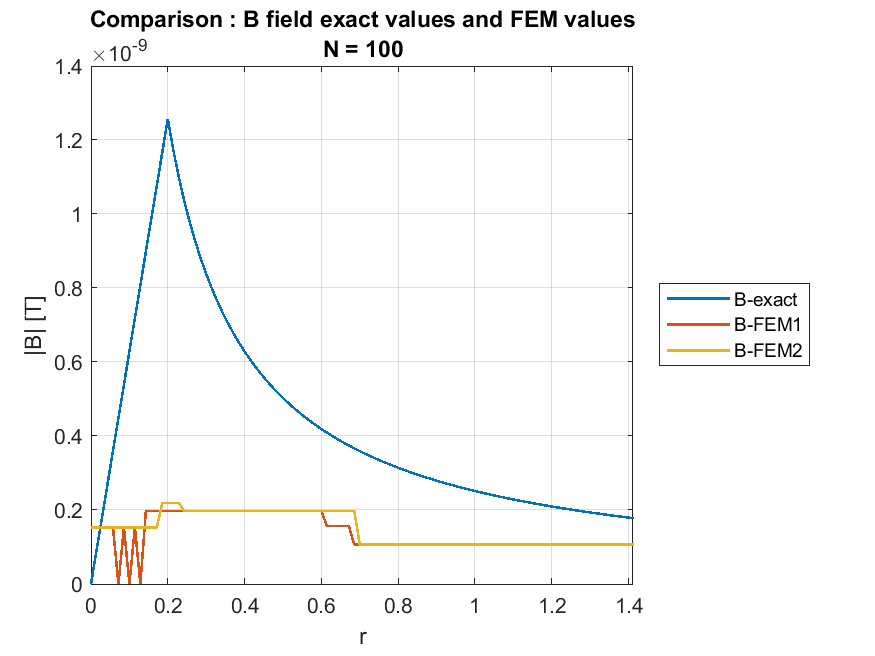 Comparison : B field exact values and FEM values
N = 100
×10-9
1.4
1.2
1
0.8
0.6
0.4
0.2
0
|B| [T]
0 0.2 0.4 0.6 0.8 1 1.2 1.4
r
B-exact
B-FEM1
B-FEM2